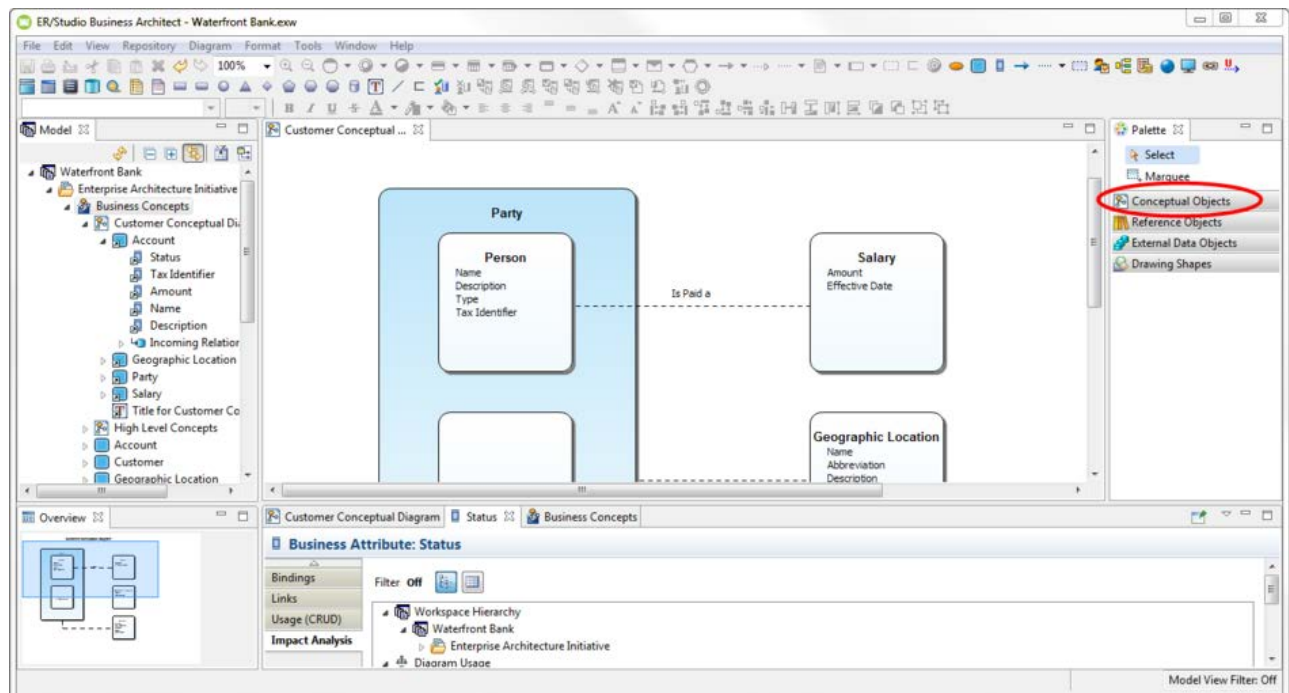 ER/Studio Business Architect - Waterfront Bank.exw
File Edit View Repository Diagram Format Tools Window Help
100%
B I U S A
Model
Waterfront Bank
Enterprise Architecture Initiative
Business Concepts
Customer Conceptual Di
Account
Status
Tax Identifier
Amount
Name
Description
Incoming Relation
Geographic Location
Party
Salary
Title for Customer Co
High Level Concepts
Account
Customer
Geographic Location
Customer Conceptual ...
Party
Person
Name
Description
Type
Tax Identifier
Is Paid a
Salary
Amount
Effective Date
Geographic Location
Name
Abbreviation
Description
Palette
Select
Marquee
Conceptual Objects
Reference Objects
External Data Objects
Drawing Shapes
Overview
Customer Conceptual Diagram Status Business Concepts
Business Attribute: Status
Bindings
Links
Usage (CRUD)
Impact Analysis
Filter Off
Workspace Hierarchy
Waterfront Bank
Enterprise Architecture Initiative
Diagram Usage
Model View Filter: Off